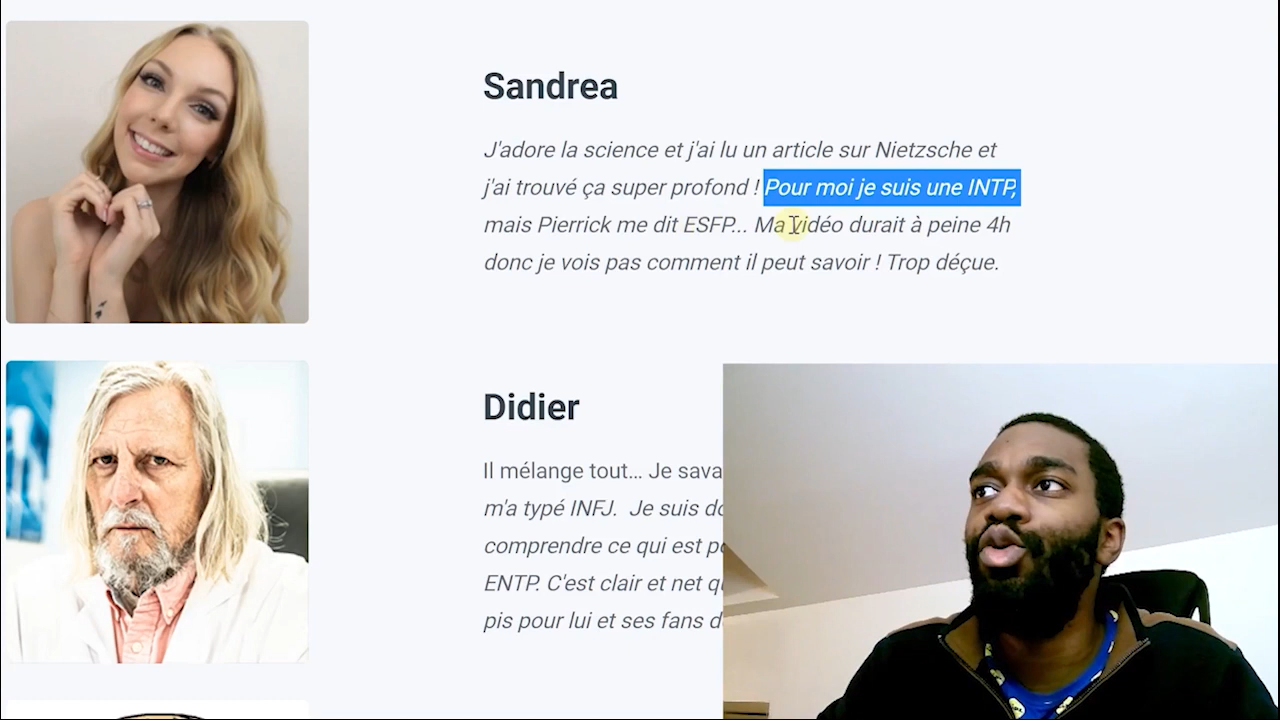 Sandrea
J'adore la science et j'ai lu un article sur Nietzsche et
j'ai trouvé ça super profond ! Pour moi je suis une INTP,
mais Pierrick me dit ESFP... Ma vidéo durait à peine 4h
donc je vois pas comment il peut savoir ! Trop déçue.
Didier
Il mélange tout... Je sava
m'a typé INFJ. Je suis do
comprendre ce qui est po
ENTP. C'est clair et net qu
pis pour lui et ses fans d